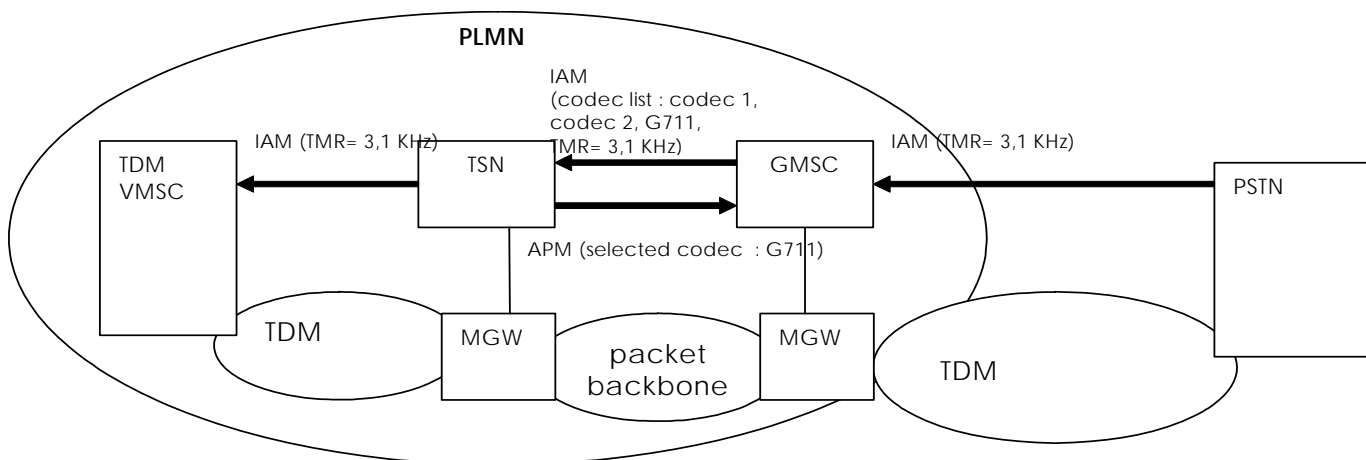 PLMN
IAM
(codec list : codec 1,
codec 2, G711,
TMR= 3,1 KHz)
IAM (TMR= 3,1 KHz)
IAM (TMR= 3,1 KHz)
TDM
VMSC
TSN
GMSC
PSTN
APM (selected codec : G711)
TDM
MGW
packet
backbone
MGW
TDM